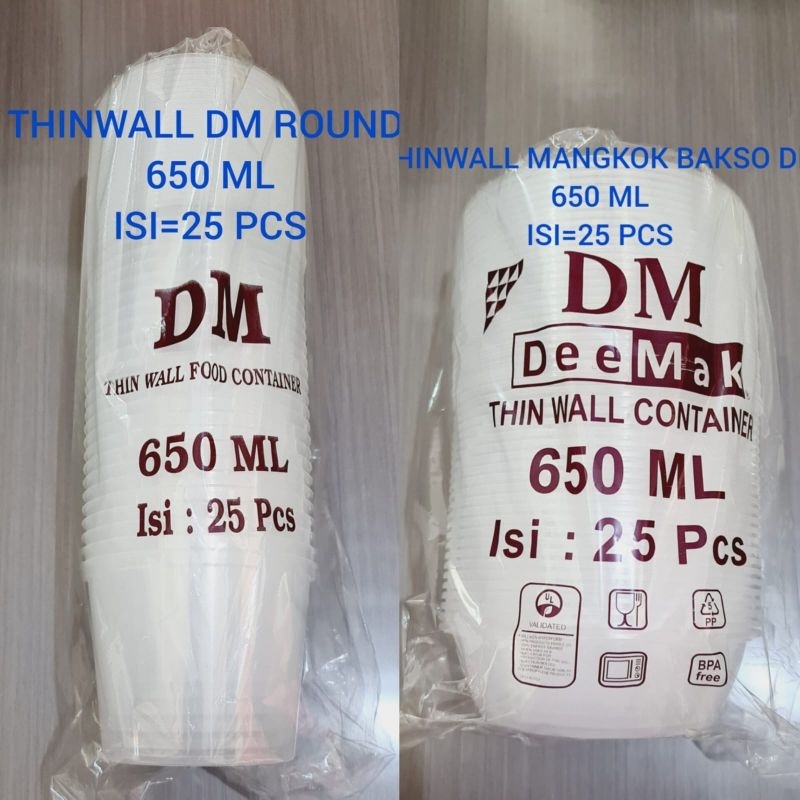 THINWALL DM ROUND
650 ML
ISI=25 PCS
DM
THIN WALL FOOD CONTAINER
650 ML
Isi : 25 Pcs
HINWALL MANGKOK BAKSO D
650 ML
ISI=25 PCS
DM
DeeMak
THIN WALL CONTAINER
650 ML
Isi : 25 Pcs
UL
VALIDATED
5
PP
BPA
free